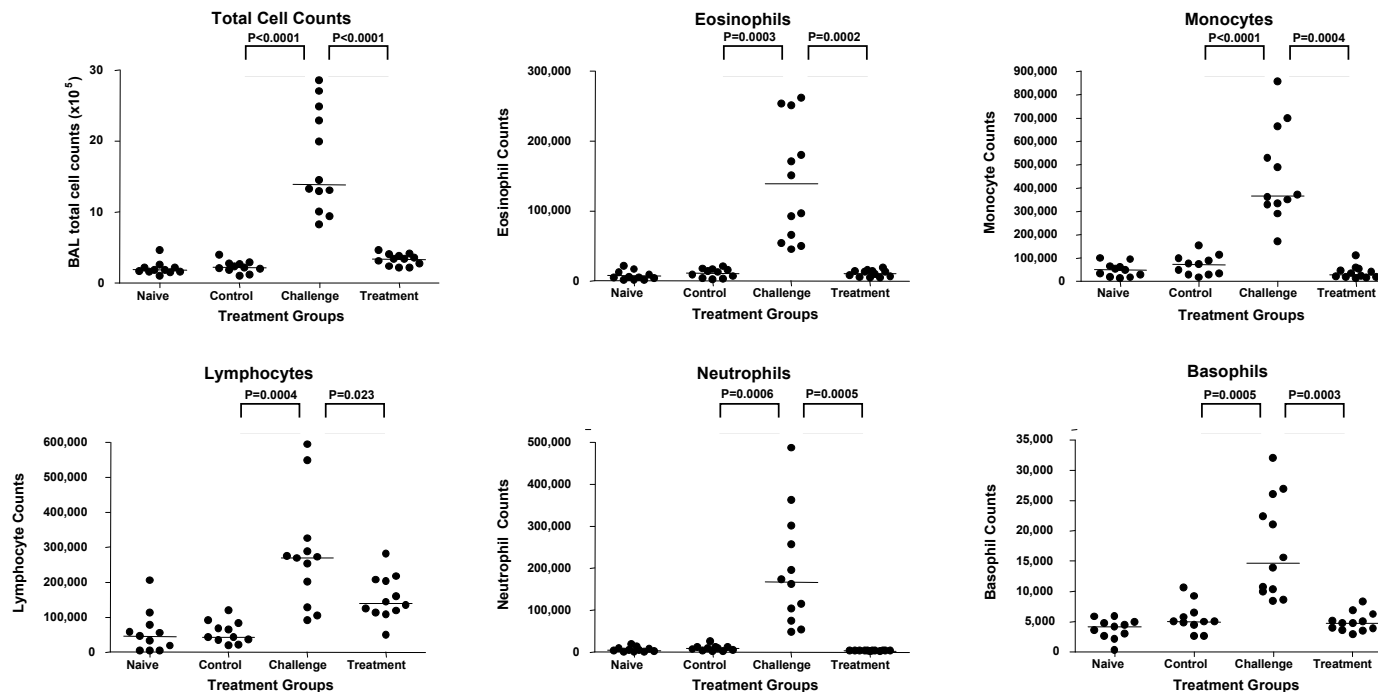 Total Cell Counts
P<0.0001 P<0.0001
BAL total cell counts (x10⁵)
30
20
10
0
Naive Control Challenge Treatment
Treatment Groups
Eosinophils
P=0.0003 P=0.0002
Eosinophil Counts
300,000
200,000
100,000
0
Naive Control Challenge Treatment
Treatment Groups
Monocytes
P<0.0001 P=0.0004
Monocyte Counts
900,000
800,000
700,000
600,000
500,000
400,000
300,000
200,000
100,000
0
Naive Control Challenge Treatment
Treatment Groups
Lymphocytes
P=0.0004 P=0.023
Lymphocyte Counts
600,000
500,000
400,000
300,000
200,000
100,000
0
Naive Control Challenge Treatment
Treatment Groups
Neutrophils
P=0.0006 P=0.0005
Neutrophil Counts
500,000
400,000
300,000
200,000
100,000
0
Naive Control Challenge Treatment
Treatment Groups
Basophils
P=0.0005 P=0.0003
Basophil Counts
35,000
30,000
25,000
20,000
15,000
10,000
5,000
0
Naive Control Challenge Treatment
Treatment Groups